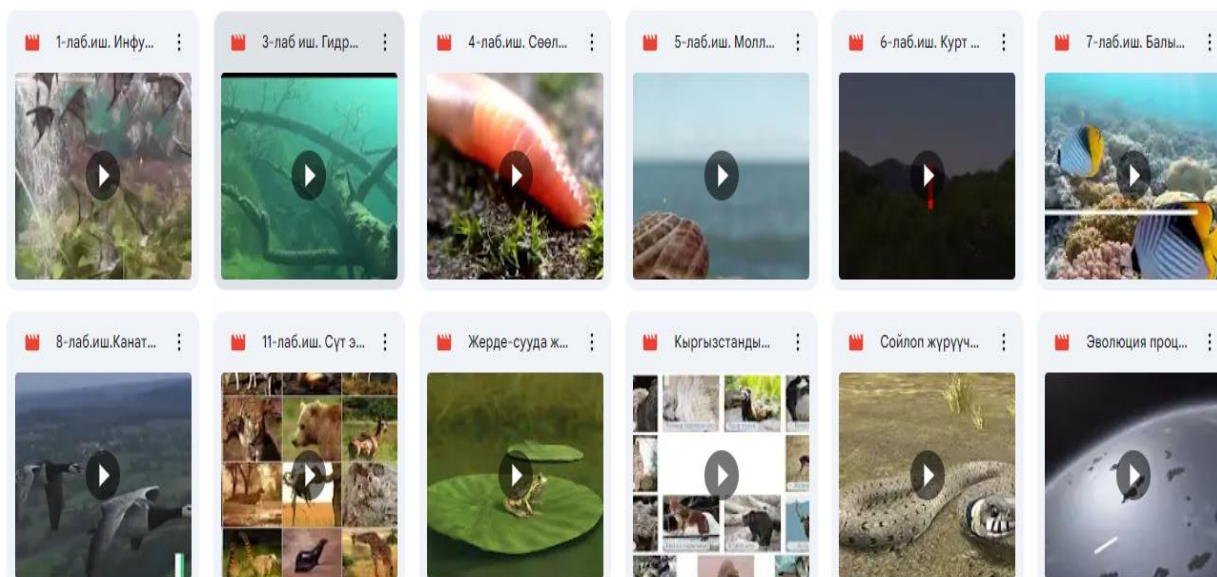 1-лаб.иш. Инфу...
3-лаб иш. Гидр...
4-лаб.иш. Сөөл...
5-лаб.иш. Молл...
6-лаб.иш. Курт ...
7-лаб.иш. Балы...
8-лаб.иш.Канат...
11-лаб.иш. Сүт э...
Жерде-сууда ж...
Кыргызстанды...
Сойлоп жүрүүч...
Эволюция проц...